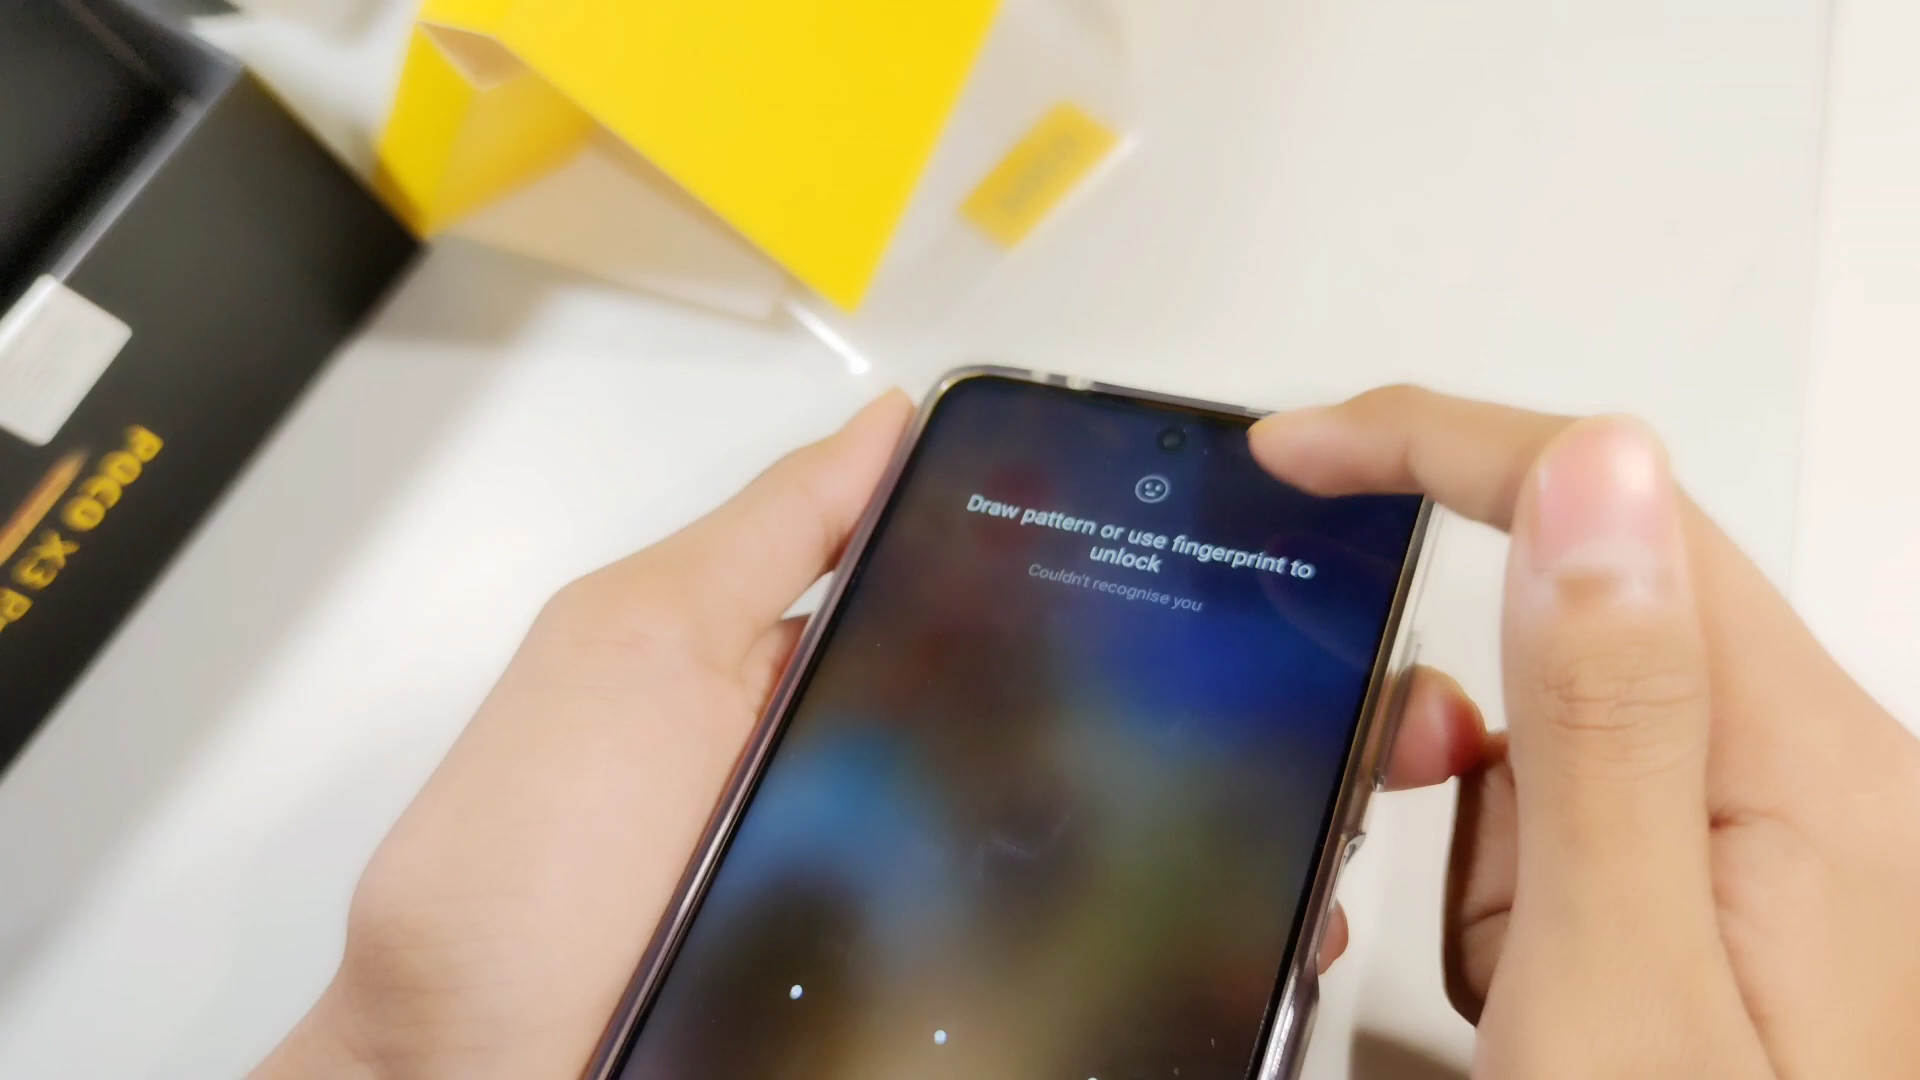 Draw pattern or use fingerprint to
unlock
Couldn't recognise you
POCO X3